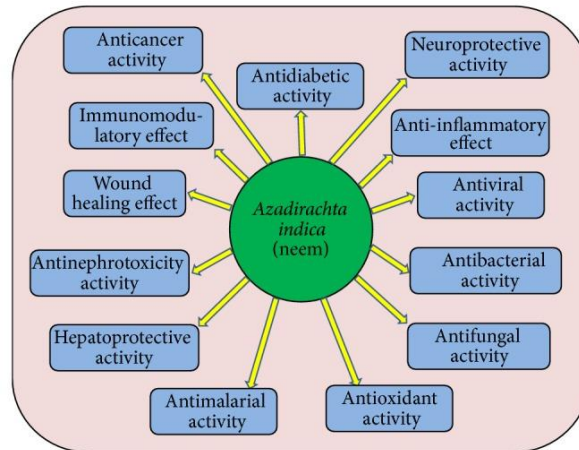 Anticancer
activity
Antidiabetic
activity
Neuroprotective
activity
Immunomodu-
latory effect
Anti-inflammatory
effect
Wound
healing effect
Azadirachta
indica
(neem)
Antiviral
activity
Antinephrotoxicity
activity
Antibacterial
activity
Hepatoprotective
activity
Antifungal
activity
Antimalarial
activity
Antioxidant
activity